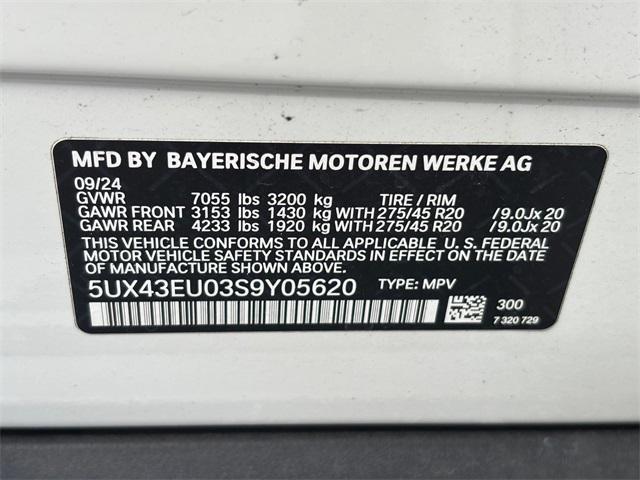 MFD BY BAYERISCHE MOTOREN WERKE AG
09/24
GVWR 7055 lbs 3200 kg TIRE / RIM
GAWR FRONT 3153 lbs 1430 kg WITH 275/45 R20 / 9.0Jx 20
GAWR REAR 4233 lbs 1920 kg WITH 275/45 R20 / 9.0Jx 20
THIS VEHICLE CONFORMS TO ALL APPLICABLE U. S. FEDERAL
MOTOR VEHICLE SAFETY STANDARDS IN EFFECT ON THE DATE OF
MANUFACTURE SHOWN ABOVE.
5UX43EU03S9Y05620 TYPE: MPV
300
7 320 729